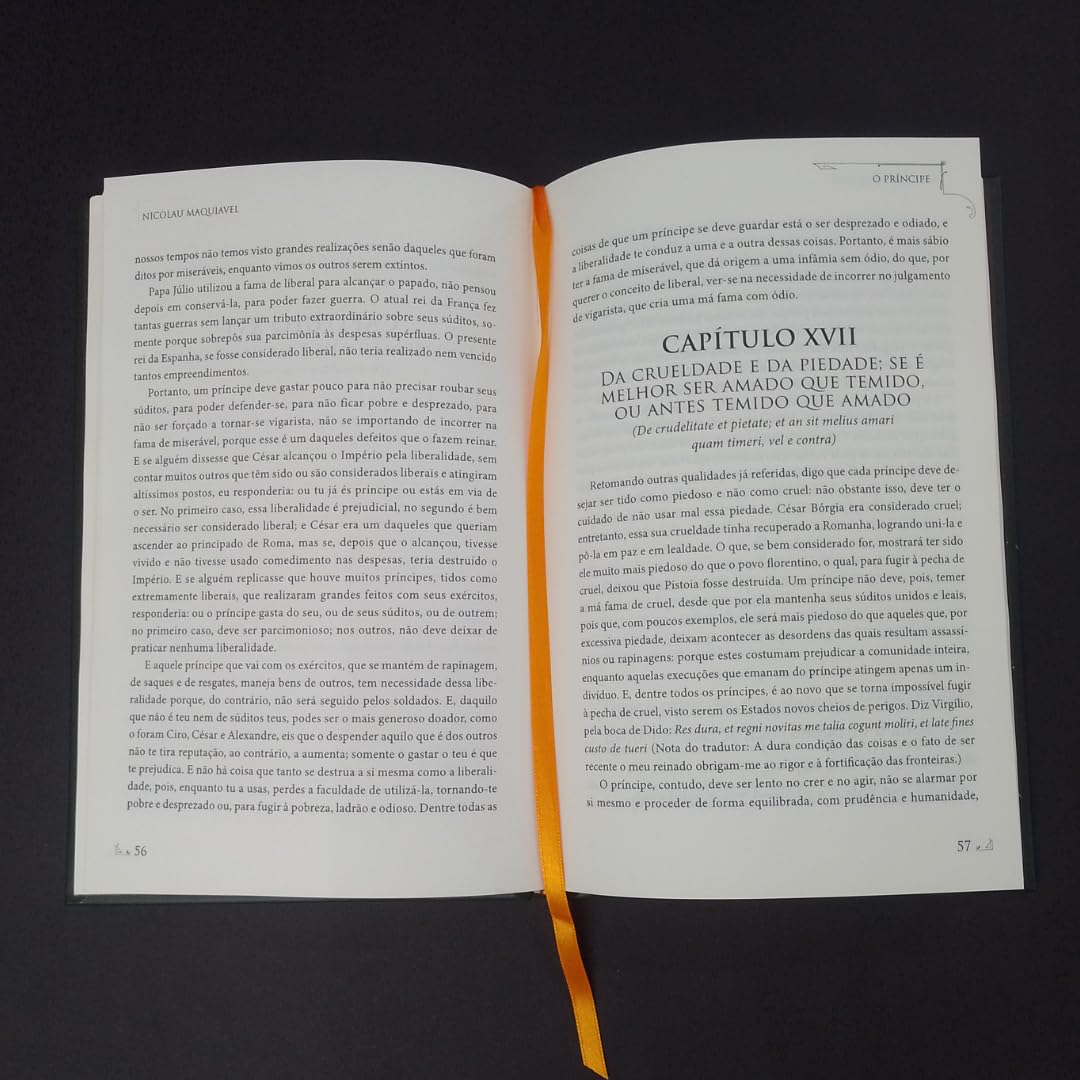 NICOLAU MAQUIAVEL
nossos tempos não temos visto grandes realizações senão daqueles que foram
ditos por miseráveis, enquanto vimos os outros serem extintos.
Papa Júlio utilizou a fama de liberal para alcançar o papado, não pensou
depois em conservá-la, para poder fazer guerra. O atual rei da França fez
tantas guerras sem lançar um tributo extraordinário sobre seus súditos, so-
mente porque sobrepôs sua parcimônia às despesas supérfluas. O presente
rei da Espanha, se fosse considerado liberal, não teria realizado nem vencido
tantos empreendimentos.
Portanto, um príncipe deve gastar pouco para não precisar roubar seus
súditos, para poder defender-se, para não ficar pobre e desprezado, para
não ser forçado a tornar-se vigarista, não se importando de incorrer na
fama de miserável, porque esse é um daqueles defeitos que o fazem reinar.
E se alguém dissesse que César alcançou o Império pela liberalidade, sem
contar muitos outros que têm sido ou são considerados liberais e atingiram
altíssimos postos, eu responderia: ou tu já és príncipe ou estás em via de
o ser. No primeiro caso, essa liberalidade é prejudicial, no segundo é bem
necessário ser considerado liberal; e César era um daqueles que queriam
ascender ao principado de Roma, mas se, depois que o alcançou, tivesse
vivido e não tivesse usado comedimento nas despesas, teria destruído o
Império. E se alguém replicasse que houve muitos príncipes, tidos como
extremamente liberais, que realizaram grandes feitos com seus exércitos,
responderia: ou o príncipe gasta do seu, ou de seus súditos, ou de outrem;
no primeiro caso, deve ser parcimonioso; nos outros, não deve deixar de
praticar nenhuma liberalidade.
E aquele príncipe que vai com os exércitos, que se mantém de rapinagem,
de saques e de resgates, maneja bens de outros, tem necessidade dessa libe-
ralidade porque, do contrário, não será seguido pelos soldados. E, daquilo
que não é teu nem de súditos teus, podes ser o mais generoso doador, como
o foram Ciro, César e Alexandre, eis que o despender aquilo que é dos outros
não te tira reputação, ao contrário, a aumenta; somente o gastar o teu é que
te prejudica. E não há coisa que tanto se destrua a si mesma como a liberali-
dade, pois, enquanto tu a usas, perdes a faculdade de utilizá-la, tornando-te
pobre e desprezado ou, para fugir à pobreza, ladrão e odioso. Dentre todas as
56
O PRÍNCIPE
coisas de que um príncipe se deve guardar está o ser desprezado e odiado, e
a liberalidade te conduz a uma e a outra dessas coisas. Portanto, é mais sábio
ter a fama de miserável, que dá origem a uma infâmia sem ódio, do que, por
querer o conceito de liberal, ver-se na necessidade de incorrer no julgamento
de vigarista, que cria uma má fama com ódio.
CAPÍTULO XVII
DA CRUELDADE E DA PIEDADE; SE É
MELHOR SER AMADO QUE TEMIDO,
OU ANTES TEMIDO QUE AMADO
(De crudelitate et pietate; et an sit melius amari
quam timeri, vel e contra)
Retomando outras qualidades já referidas, digo que cada príncipe deve de-
sejar ser tido como piedoso e não como cruel: não obstante isso, deve ter o
cuidado de não usar mal essa piedade. César Bórgia era considerado cruel;
entretanto, essa sua crueldade tinha recuperado a Romanha, logrando uni-la e
pô-la em paz e em lealdade. O que, se bem considerado for, mostrará ter sido
ele muito mais piedoso do que o povo florentino, o qual, para fugir à pecha de
cruel, deixou que Pistoia fosse destruída. Um príncipe não deve, pois, temer
a má fama de cruel, desde que por ela mantenha seus súditos unidos e leais,
pois que, com poucos exemplos, ele será mais piedoso do que aqueles que, por
excessiva piedade, deixam acontecer as desordens das quais resultam assassí-
nios ou rapinagens: porque estes costumam prejudicar a comunidade inteira,
enquanto aquelas execuções que emanam do príncipe atingem apenas um in-
divíduo. E, dentre todos os príncipes, é ao novo que se torna impossível fugir
à pecha de cruel, visto serem os Estados novos cheios de perigos. Diz Virgílio,
pela boca de Dido: Res dura, et regni novitas me talia cogunt moliri, et late fines
custo de tueri (Nota do tradutor: A dura condição das coisas e o fato de ser
recente o meu reinado obrigam-me ao rigor e à fortificação das fronteiras.)
O príncipe, contudo, deve ser lento no crer e no agir, não se alarmar por
si mesmo e proceder de forma equilibrada, com prudência e humanidade,
57